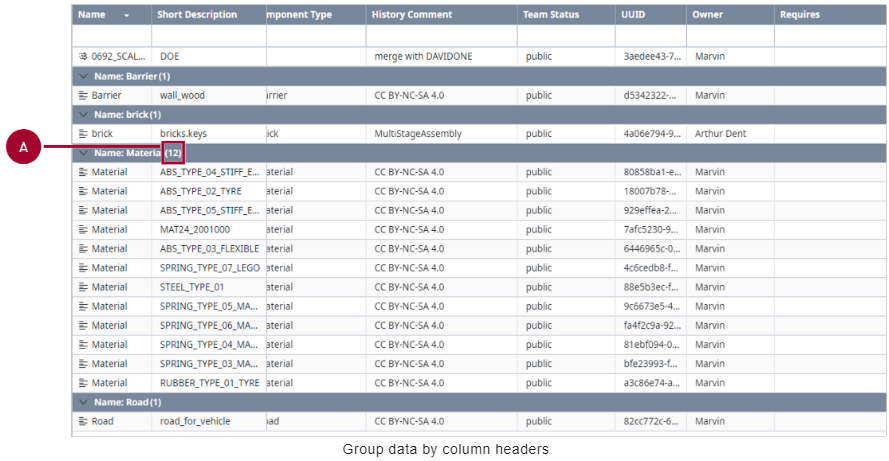 Name Short Description mponent Type History Comment Team Status UUID Owner Requires
0692_SCAL... DOE merge with DAVIDONE public 3aedee43-7... Marvin
Name: Barrier(1)
Barrier wall_wood arrier CC BY-NC-SA 4.0 public d5342322-... Marvin
Name: brick(1)
brick bricks.keys ick MultiStageAssembly public 4a06e794-9... Arthur Dent
A Name: Material (12)
Material ABS_TYPE_04_STIFF_E... aterial CC BY-NC-SA 4.0 public 80858ba1-e... Marvin
Material ABS_TYPE_02_TYRE aterial CC BY-NC-SA 4.0 public 18007b78-... Marvin
Material ABS_TYPE_05_STIFF_E... aterial CC BY-NC-SA 4.0 public 929effea-2... Marvin
Material MAT24_2001000 aterial CC BY-NC-SA 4.0 public 7afc5230-9... Marvin
Material ABS_TYPE_03_FLEXIBLE aterial CC BY-NC-SA 4.0 public 6446965c-0... Marvin
Material SPRING_TYPE_07_LEGO aterial CC BY-NC-SA 4.0 public 4c6cedb8-f... Marvin
Material STEEL_TYPE_01 aterial CC BY-NC-SA 4.0 public 88e5b3ec-f... Marvin
Material SPRING_TYPE_05_MA... aterial CC BY-NC-SA 4.0 public 9c6673e5-4... Marvin
Material SPRING_TYPE_06_MA... aterial CC BY-NC-SA 4.0 public fa4f2c9a-92... Marvin
Material SPRING_TYPE_04_MA... aterial CC BY-NC-SA 4.0 public 81ebf094-0... Marvin
Material SPRING_TYPE_03_MA... aterial CC BY-NC-SA 4.0 public bfe23993-f... Marvin
Material RUBBER_TYPE_01_TYRE aterial CC BY-NC-SA 4.0 public a3c86e74-a... Marvin
Name: Road(1)
Road road_for_vehicle oad CC BY-NC-SA 4.0 public 82cc772c-6... Marvin
Group data by column headers